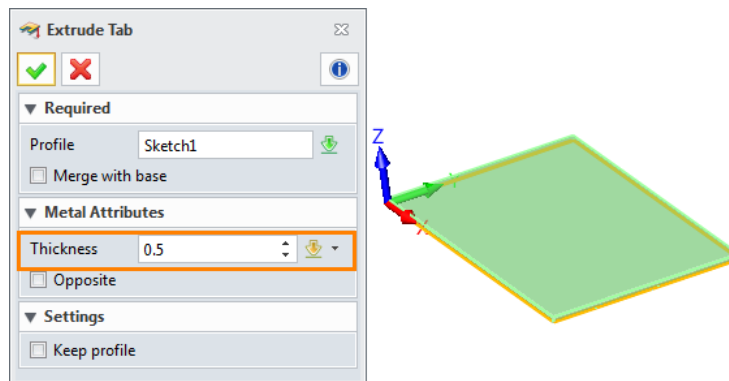 Extrude Tab
Required
Profile Sketch1
Merge with base
Metal Attributes
Thickness 0.5
Opposite
Settings
Keep profile
Z
Y
X